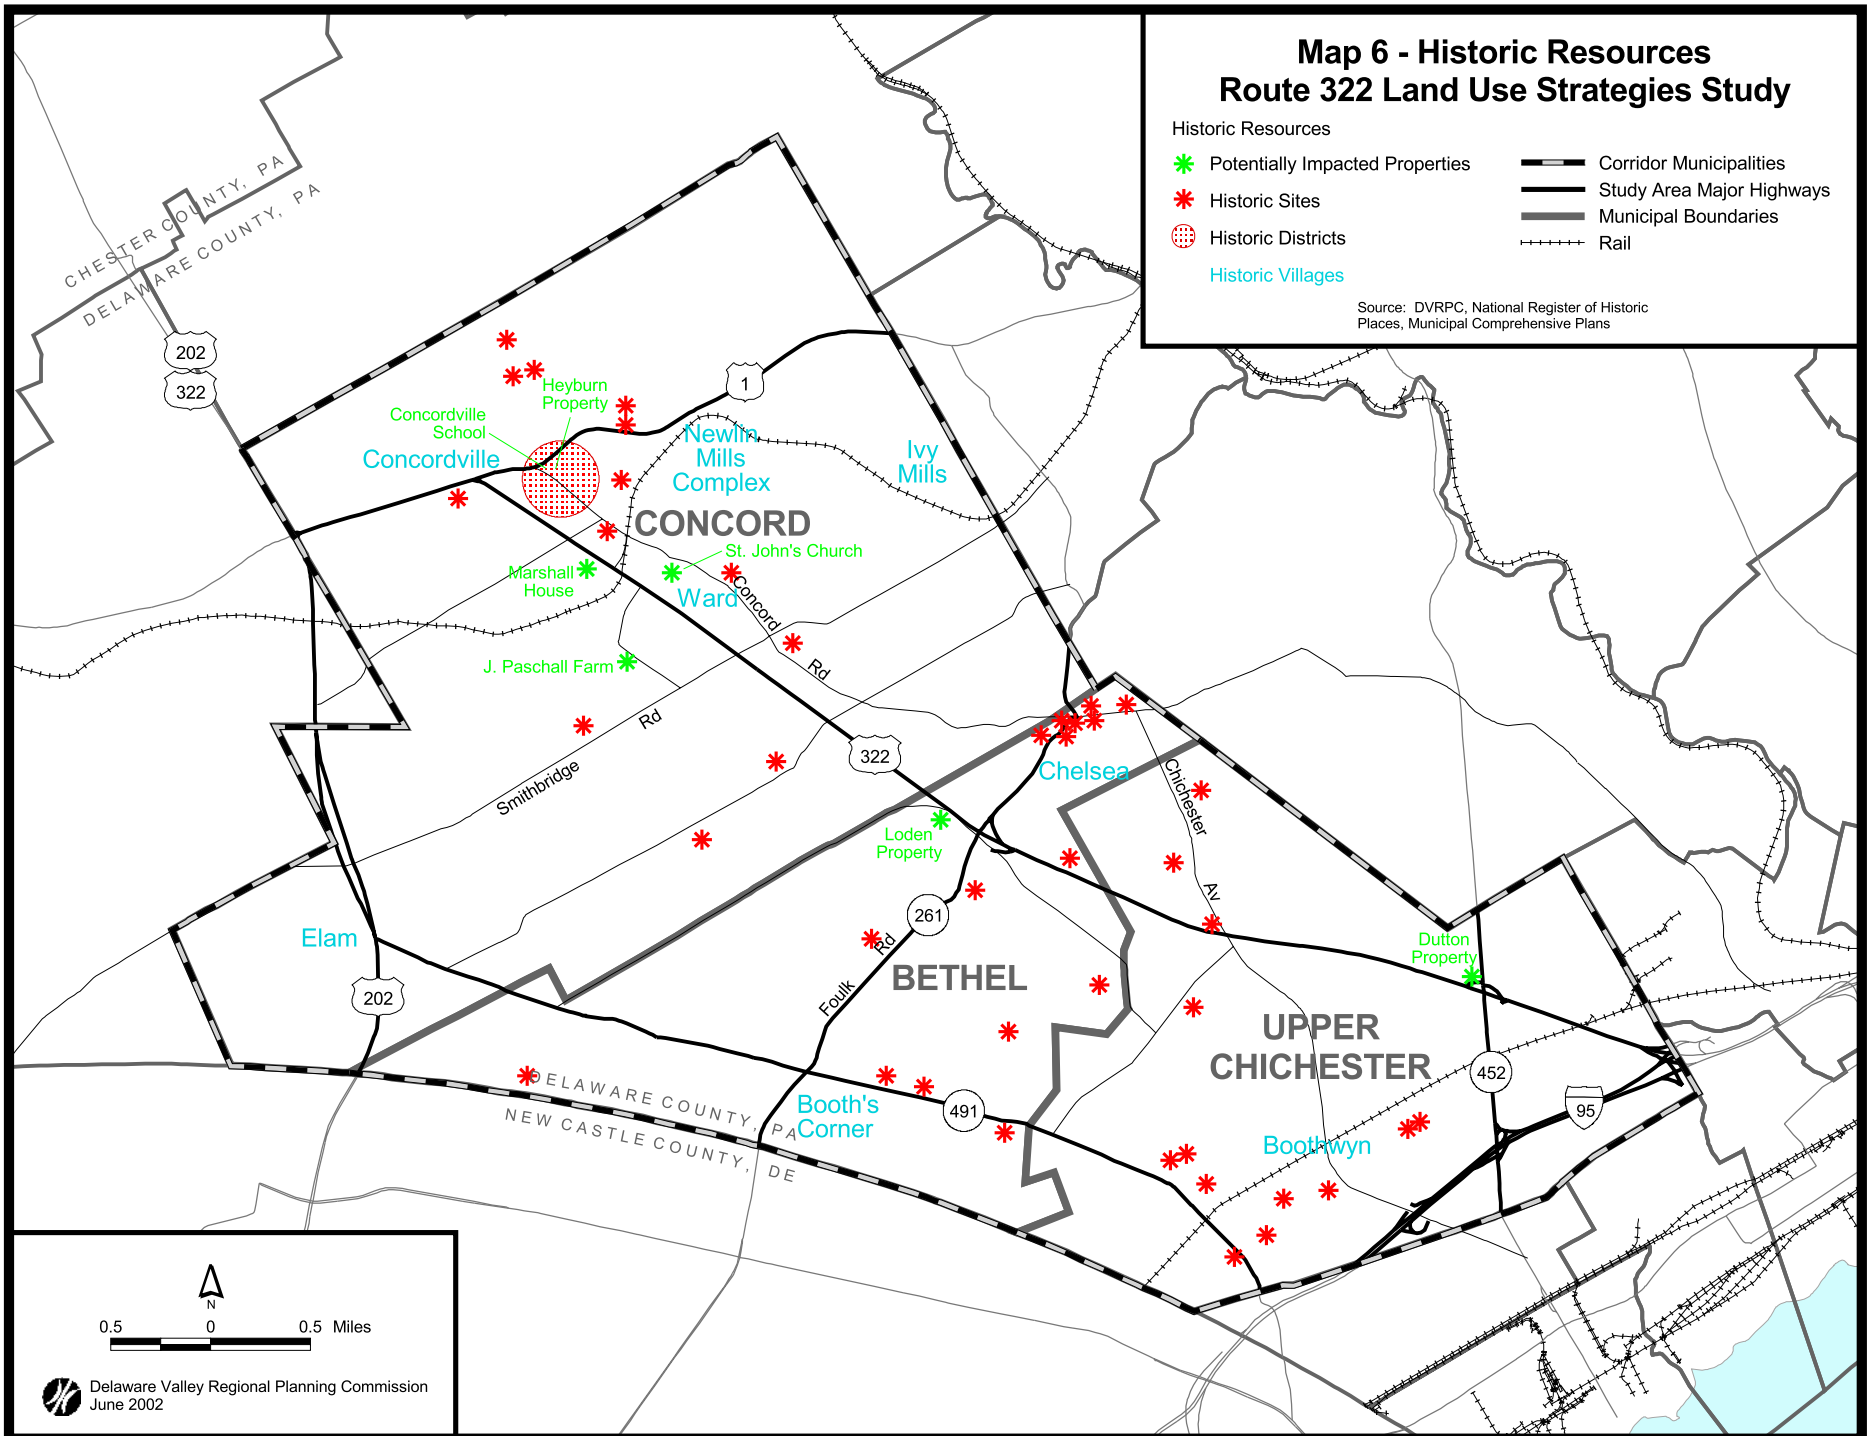 Map 6 - Historic Resources
Route 322 Land Use Strategies Study
Historic Resources
Potentially Impacted Properties
Historic Sites
Historic Districts
Historic Villages
Corridor Municipalities
Study Area Major Highways
Municipal Boundaries
Rail
Source: DVRPC, National Register of Historic
Places, Municipal Comprehensive Plans
CHESTER COUNTY, PA
DELAWARE COUNTY, PA
202
322
1
Heyburn
Property
Concordville
School
Concordville
Newlin
Mills
Complex
Ivy
Mills
CONCORD
St. John's Church
Marshall
House
Ward
Concord
Rd
J. Paschall Farm
Rd
Smithbridge
322
Chelsea
Chichester
Av
Loden
Property
261
Rd
Foulk
BETHEL
Elam
202
Dutton
Property
UPPER
CHICHESTER
452
95
DELAWARE COUNTY, PA
NEW CASTLE COUNTY, DE
Booth's
Corner
491
Boothwyn
N
0.5 0 0.5 Miles
Delaware Valley Regional Planning Commission
June 2002